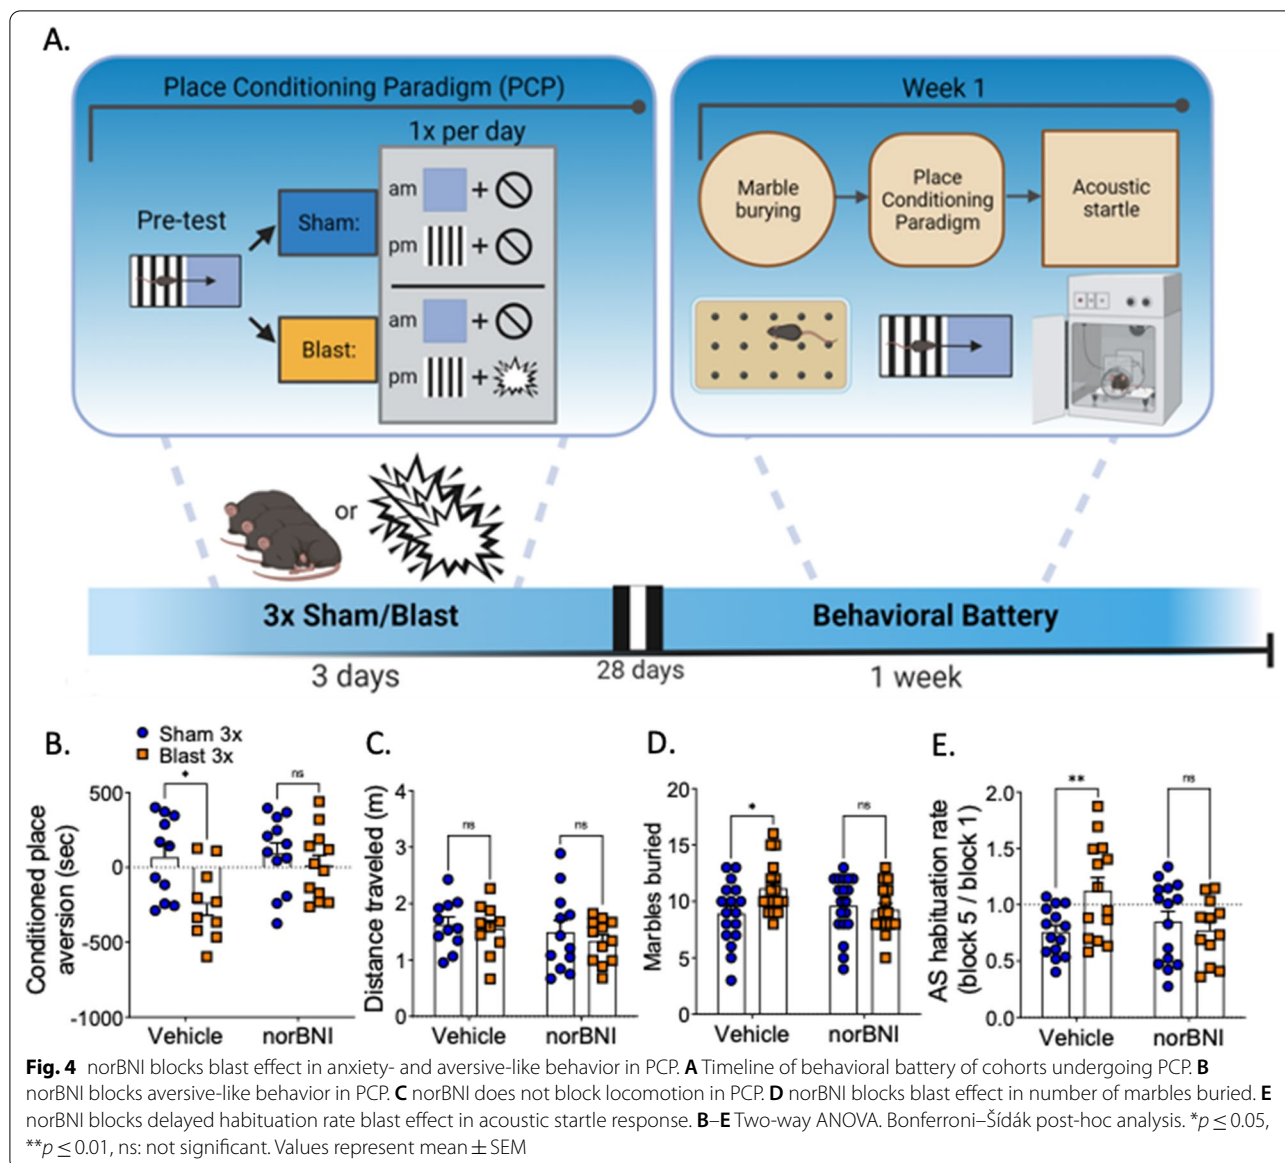 A.
Place Conditioning Paradigm (PCP)
1x per day
Pre-test
Sham:
am + 
pm + 
Blast:
am + 
pm + 
Week 1
Marble
burying
Place
Conditioning
Paradigm
Acoustic
startle
or
3x Sham/Blast
Behavioral Battery
3 days
28 days
1 week
B.
Sham 3x
Blast 3x
Conditioned place
aversion (sec)
500
0
-500
-1000
*
ns
Vehicle
norBNI
C.
Distance traveled (m)
4
3
2
1
0
ns
ns
Vehicle
norBNI
D.
Marbles buried
20
15
10
5
0
*
ns
Vehicle
norBNI
E.
AS habituation rate
(block 5 / block 1)
2.0
1.5
1.0
0.5
0.0
**
ns
Vehicle
norBNI
Fig. 4 norBNI blocks blast effect in anxiety- and aversive-like behavior in PCP. A Timeline of behavioral battery of cohorts undergoing PCP. B
norBNI blocks aversive-like behavior in PCP. C norBNI does not block locomotion in PCP. D norBNI blocks blast effect in number of marbles buried. E
norBNI blocks delayed habituation rate blast effect in acoustic startle response. B–E Two-way ANOVA. Bonferroni–Šídák post-hoc analysis. *p ≤ 0.05,
**p ≤ 0.01, ns: not significant. Values represent mean ± SEM